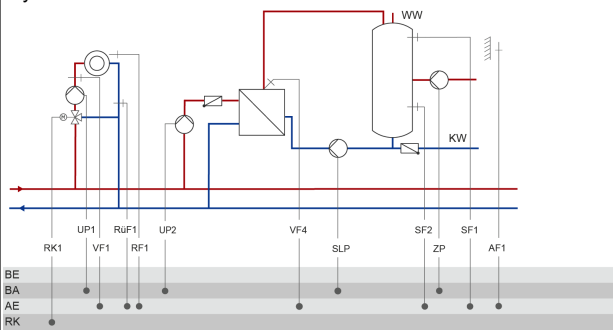 WW
M
KW
UP1 RüF1 UP2 VF4 SF2 SF1
RK1 VF1 RF1 SLP ZP AF1
BE
BA
AE
RK